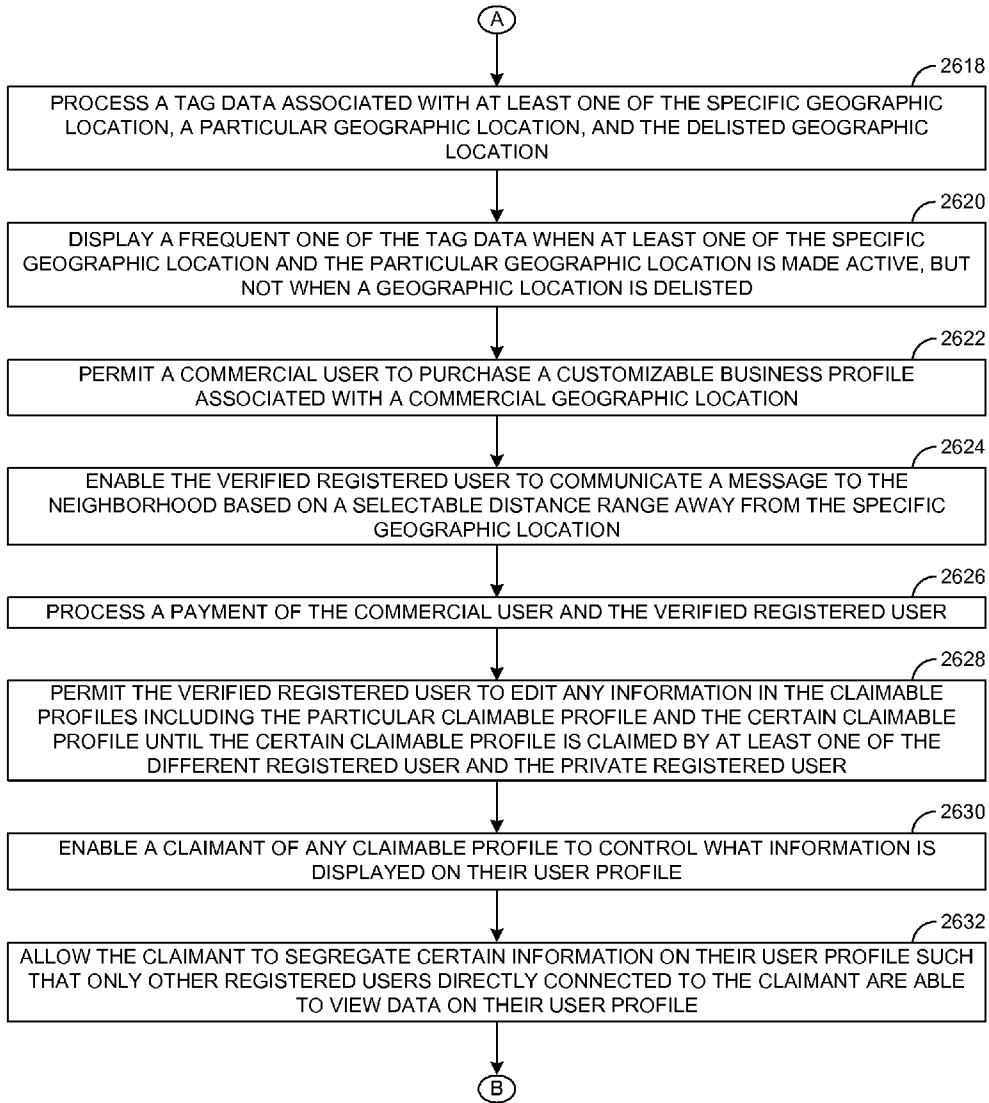 A
2618
PROCESS A TAG DATA ASSOCIATED WITH AT LEAST ONE OF THE SPECIFIC GEOGRAPHIC
LOCATION, A PARTICULAR GEOGRAPHIC LOCATION, AND THE DELISTED GEOGRAPHIC
LOCATION
2620
DISPLAY A FREQUENT ONE OF THE TAG DATA WHEN AT LEAST ONE OF THE SPECIFIC
GEOGRAPHIC LOCATION AND THE PARTICULAR GEOGRAPHIC LOCATION IS MADE ACTIVE, BUT
NOT WHEN A GEOGRAPHIC LOCATION IS DELISTED
2622
PERMIT A COMMERCIAL USER TO PURCHASE A CUSTOMIZABLE BUSINESS PROFILE
ASSOCIATED WITH A COMMERCIAL GEOGRAPHIC LOCATION
2624
ENABLE THE VERIFIED REGISTERED USER TO COMMUNICATE A MESSAGE TO THE
NEIGHBORHOOD BASED ON A SELECTABLE DISTANCE RANGE AWAY FROM THE SPECIFIC
GEOGRAPHIC LOCATION
2626
PROCESS A PAYMENT OF THE COMMERCIAL USER AND THE VERIFIED REGISTERED USER
2628
PERMIT THE VERIFIED REGISTERED USER TO EDIT ANY INFORMATION IN THE CLAIMABLE
PROFILES INCLUDING THE PARTICULAR CLAIMABLE PROFILE AND THE CERTAIN CLAIMABLE
PROFILE UNTIL THE CERTAIN CLAIMABLE PROFILE IS CLAIMED BY AT LEAST ONE OF THE
DIFFERENT REGISTERED USER AND THE PRIVATE REGISTERED USER
2630
ENABLE A CLAIMANT OF ANY CLAIMABLE PROFILE TO CONTROL WHAT INFORMATION IS
DISPLAYED ON THEIR USER PROFILE
2632
ALLOW THE CLAIMANT TO SEGREGATE CERTAIN INFORMATION ON THEIR USER PROFILE SUCH
THAT ONLY OTHER REGISTERED USERS DIRECTLY CONNECTED TO THE CLAIMANT ARE ABLE
TO VIEW DATA ON THEIR USER PROFILE
B